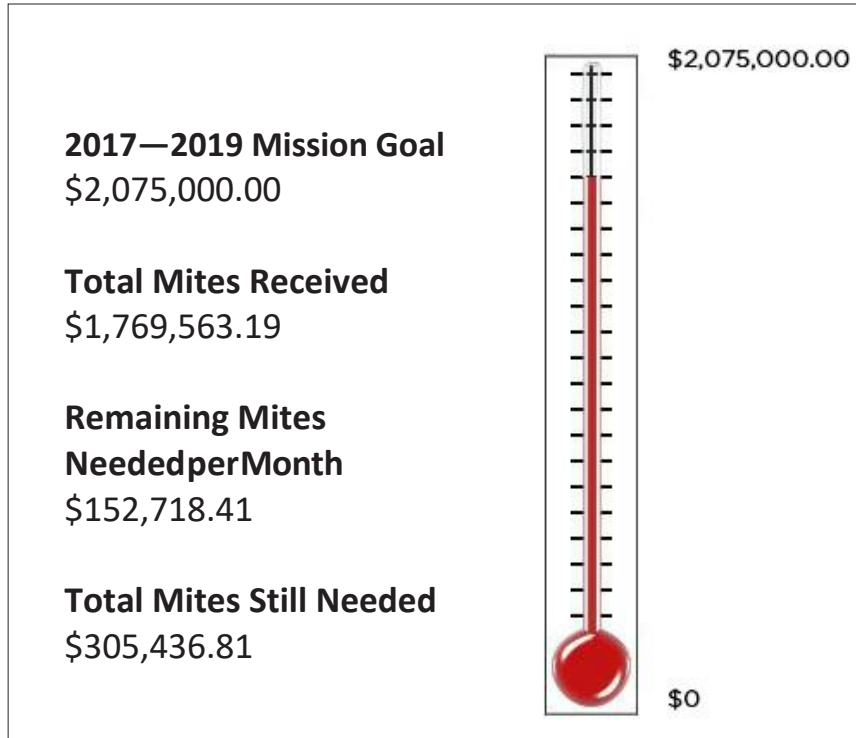 $2,075,000.00
2017—2019 Mission Goal
$2,075,000.00
Total Mites Received
$1,769,563.19
Remaining Mites
NeededperMonth
$152,718.41
Total Mites Still Needed
$305,436.81
$0